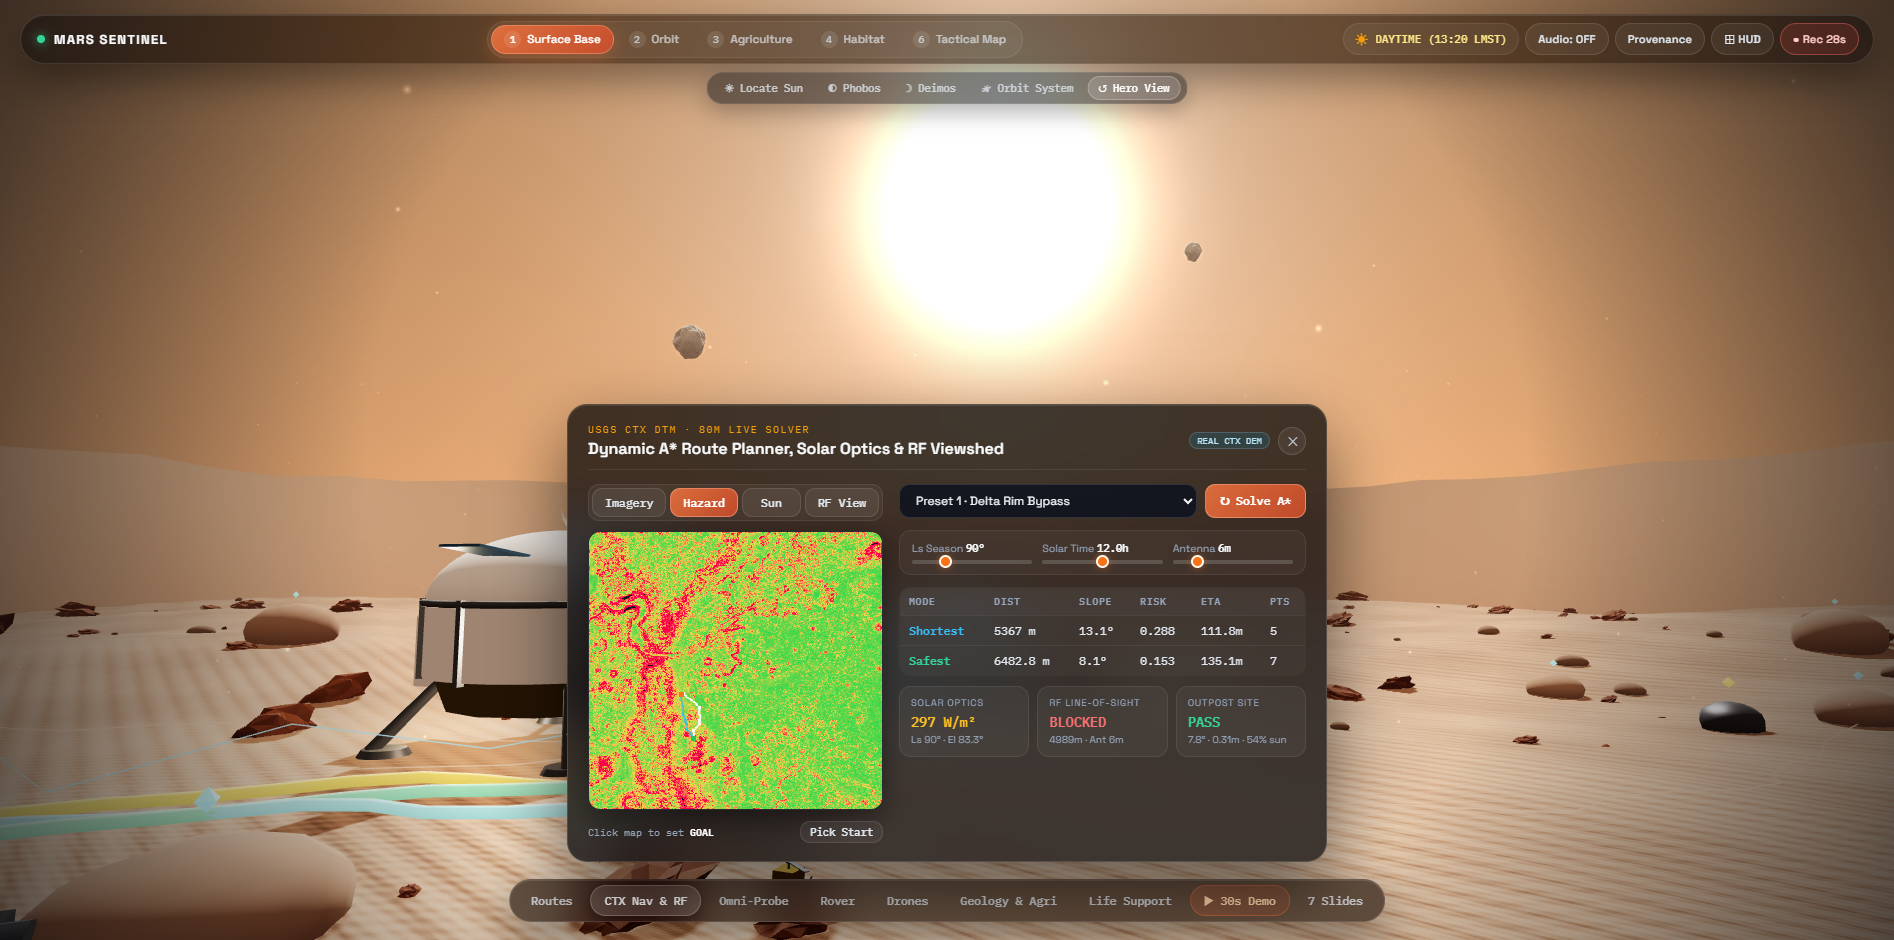 MARS SENTINEL
1 Surface Base
2 Orbit
3 Agriculture
4 Habitat
6 Tactical Map
DAYTIME (13:20 LMST)
Audio: OFF
Provenance
HUD
Rec 28s
Locate Sun
Phobos
Deimos
Orbit System
Hero View
USGS CTX DTM · 80M LIVE SOLVER
Dynamic A* Route Planner, Solar Optics & RF Viewshed
REAL CTX DEM
Imagery
Hazard
Sun
RF View
Preset 1 · Delta Rim Bypass
Solve A*
Ls Season 90°
Solar Time 12.0h
Antenna 6m
MODE DIST SLOPE RISK ETA PTS
Shortest 5367 m 13.1° 0.288 111.8m 5
Safest 6482.8 m 8.1° 0.153 135.1m 7
SOLAR OPTICS
297 W/m²
Ls 90° · El 83.3°
RF LINE-OF-SIGHT
BLOCKED
4989m · Ant 6m
OUTPOST SITE
PASS
7.8° · 0.31m · 54% sun
Click map to set GOAL
Pick Start
Routes
CTX Nav & RF
Omni-Probe
Rover
Drones
Geology & Agri
Life Support
30s Demo
7 Slides